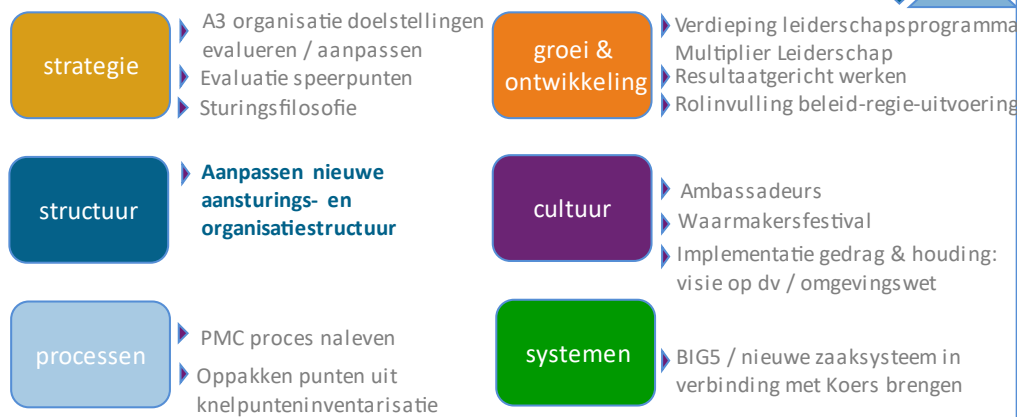 strategie
A3 organisatie doelstellingen
evalueren / aanpassen
Evaluatie speerpunten
Sturingsfilosofie
groei &
ontwikkeling
Verdieping leiderschapsprogramma
Multiplier Leiderschap
Resultaatgericht werken
Rolinvulling beleid-regie-uitvoering
structuur
Aanpassen nieuwe
aansturings- en
organisatiestructuur
cultuur
Ambassadeurs
Waarmakersfestival
Implementatie gedrag & houding:
visie op dv / omgevingswet
processen
PMC proces naleven
Oppakken punten uit
knelpunteninventarisatie
systemen
BIG5 / nieuwe zaaksysteem in
verbinding met Koers brengen